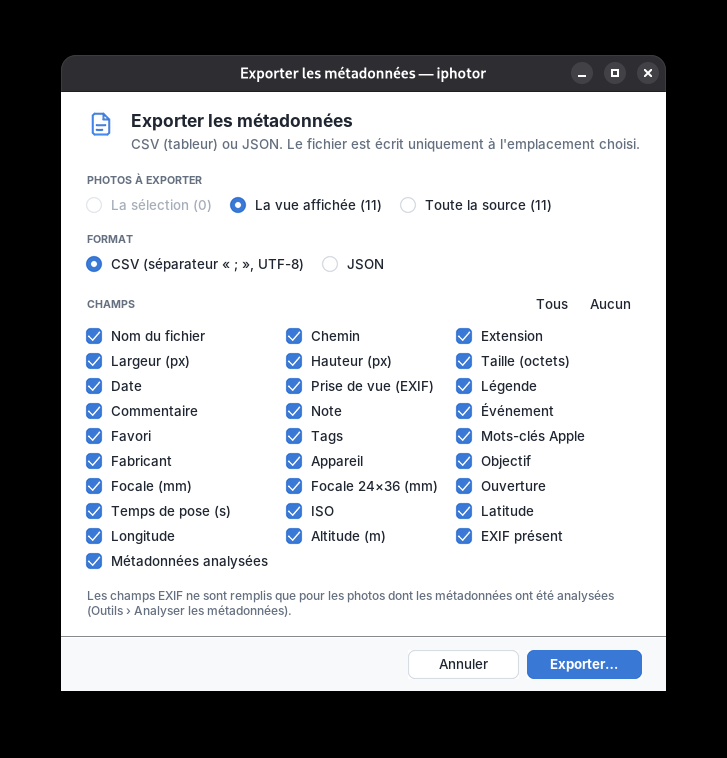 Exporter les métadonnées — iphotor
Exporter les métadonnées
CSV (tableur) ou JSON. Le fichier est écrit uniquement à l'emplacement choisi.
PHOTOS À EXPORTER
La sélection (0) La vue affichée (11) Toute la source (11)
FORMAT
CSV (séparateur « ; », UTF-8) JSON
CHAMPS Tous Aucun
Nom du fichier Chemin Extension
Largeur (px) Hauteur (px) Taille (octets)
Date Prise de vue (EXIF) Légende
Commentaire Note Événement
Favori Tags Mots-clés Apple
Fabricant Appareil Objectif
Focale (mm) Focale 24×36 (mm) Ouverture
Temps de pose (s) ISO Latitude
Longitude Altitude (m) EXIF présent
Métadonnées analysées
Les champs EXIF ne sont remplis que pour les photos dont les métadonnées ont été analysées
(Outils › Analyser les métadonnées).
Annuler Exporter…